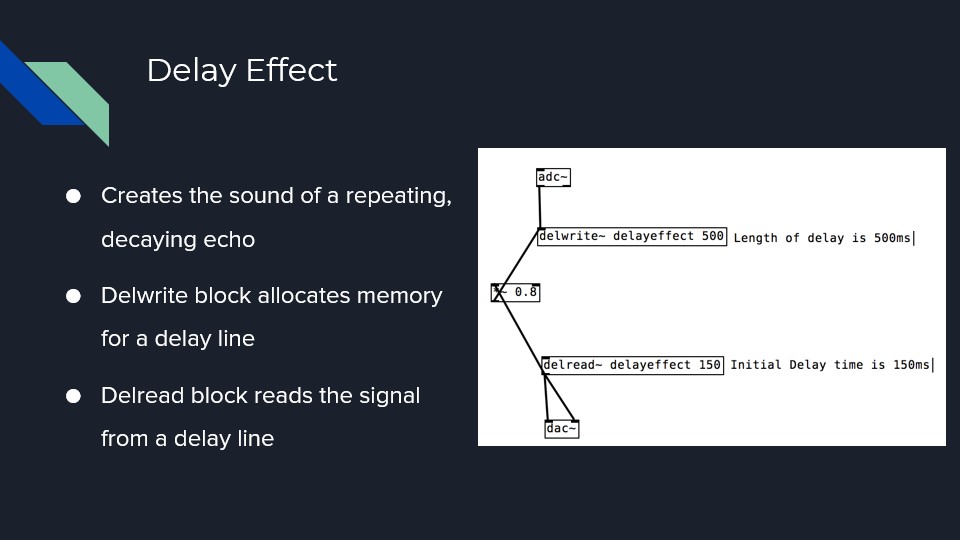 Delay Effect
● Creates the sound of a repeating,
decaying echo
● Delwrite block allocates memory
for a delay line
● Delread block reads the signal
from a delay line
adc~
delwrite~ delayeffect 500 Length of delay is 500ms
*~ 0.8
delread~ delayeffect 150 Initial Delay time is 150ms
dac~